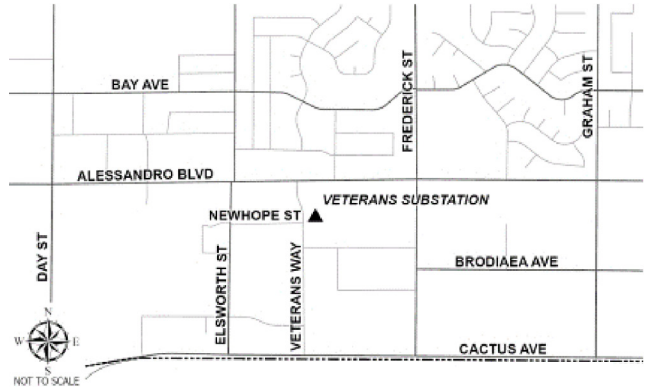 BAY AVE
FREDERICK ST
GRAHAM ST
ALESSANDRO BLVD
VETERANS SUBSTATION
NEWHOPE ST
DAY ST
ELSWORTH ST
VETERANS WAY
BRODIAEA AVE
CACTUS AVE
N
W E
S
NOT TO SCALE